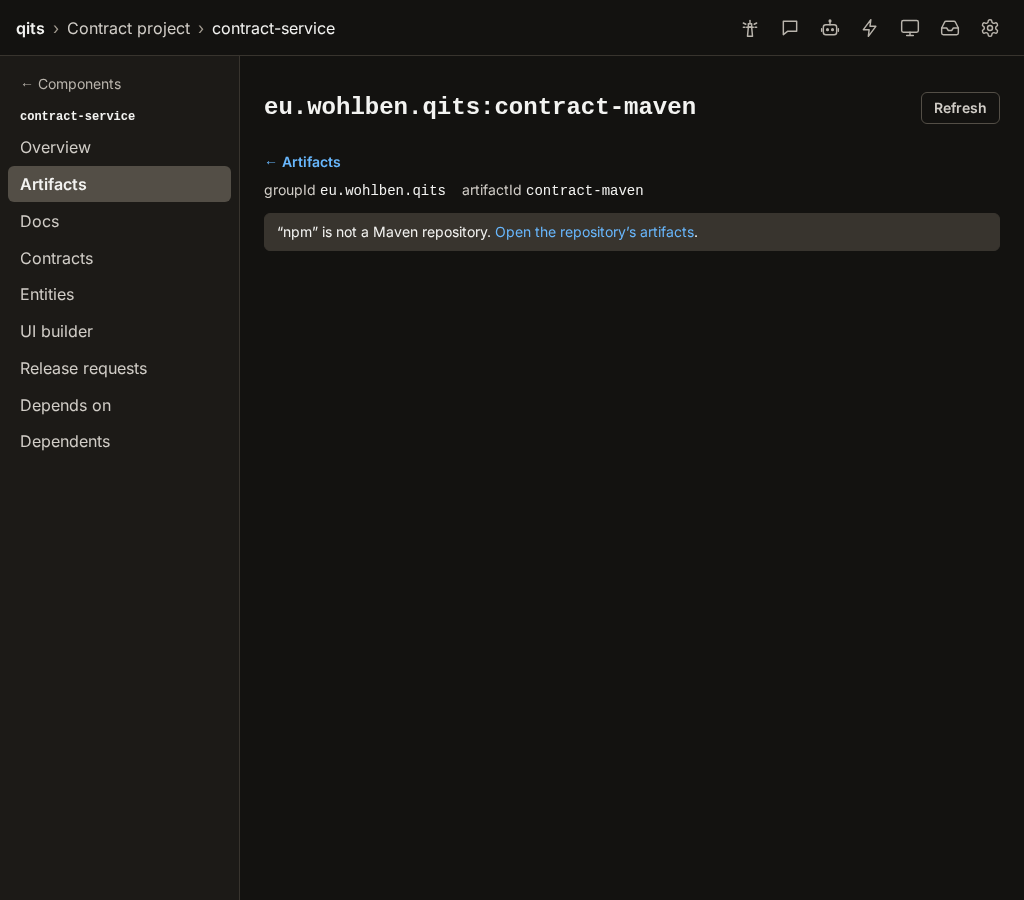 qits › Contract project › contract-service
← Components
contract-service
Overview
Artifacts
Docs
Contracts
Entities
UI builder
Release requests
Depends on
Dependents
eu.wohlben.qits:contract-maven
Refresh
← Artifacts
groupId eu.wohlben.qits artifactId contract-maven
“npm” is not a Maven repository. Open the repository’s artifacts.